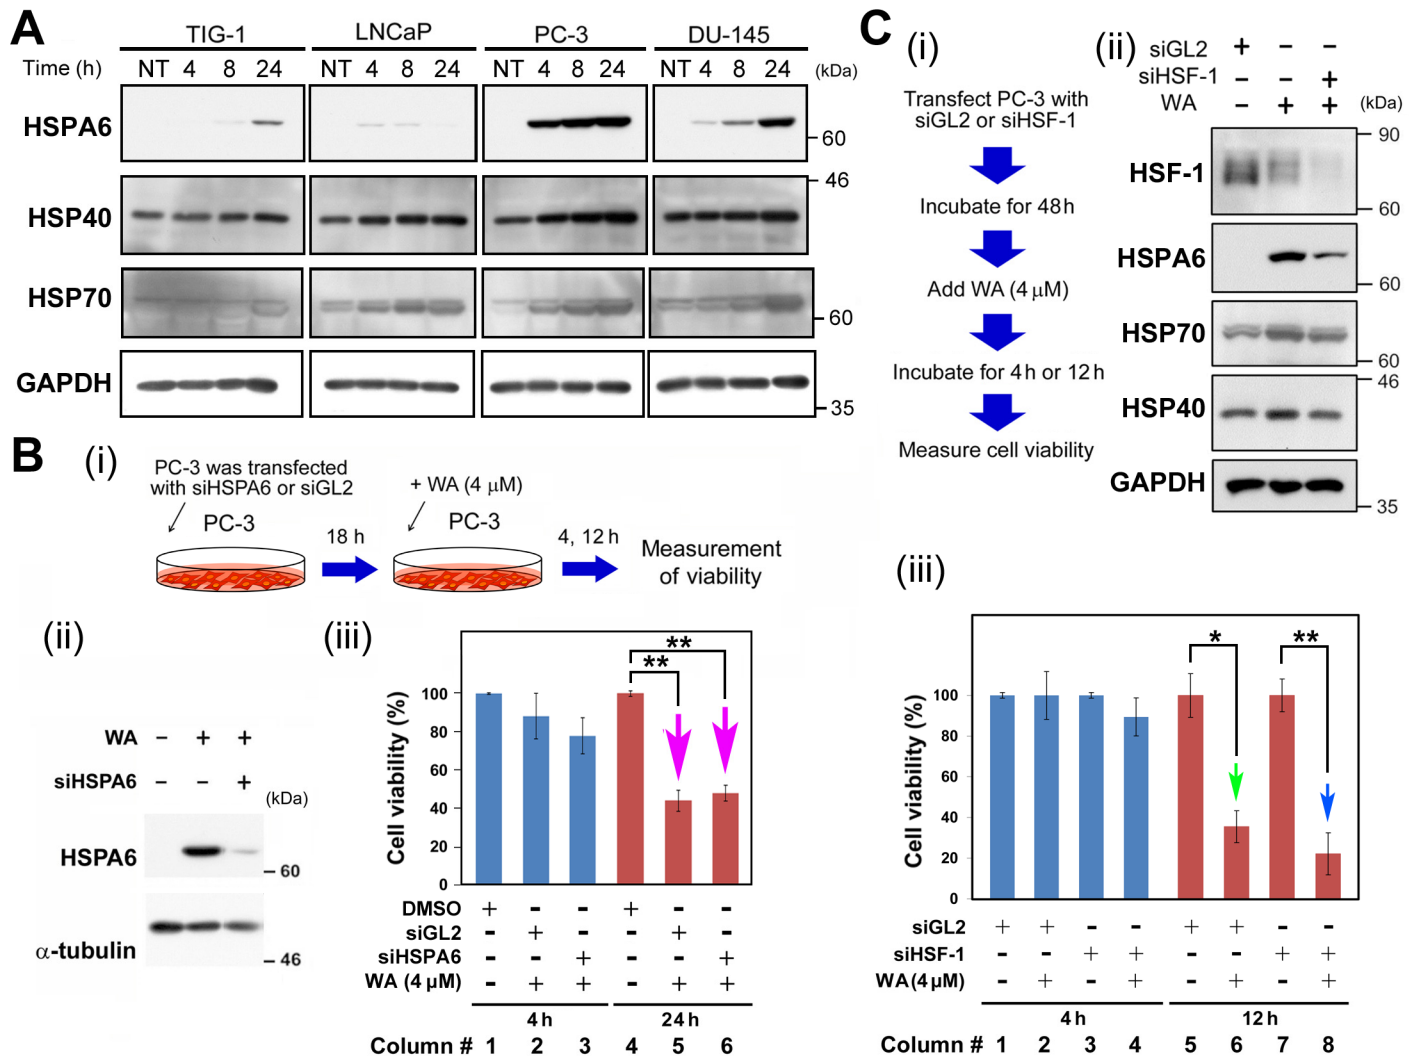 A
TIG-1 LNCaP PC-3 DU-145
Time (h) NT 4 8 24 NT 4 8 24 NT 4 8 24 NT 4 8 24 (kDa)
HSPA6
60
46
HSP40
HSP70
60
GAPDH
35
B
(i)
PC-3 was transfected
with siHSPA6 or siGL2
PC-3
18 h
+ WA (4 μM)
PC-3
4, 12 h
Measurement
of viability
(ii)
WA − + +
siHSPA6 − − +
(kDa)
HSPA6
60
α-tubulin
46
(iii)
Cell viability (%)
100
80
60
40
20
0
** **
DMSO + - - + - -
siGL2 - + - - + -
siHSPA6 - - + - - +
WA (4 μM) - + + - + +
4 h 24 h
Column # 1 2 3 4 5 6
C
(i)
Transfect PC-3 with
siGL2 or siHSF-1
Incubate for 48 h
Add WA (4 μM)
Incubate for 4 h or 12 h
Measure cell viability
(ii)
siGL2 + − −
siHSF-1 − − +
WA − + + (kDa)
90
HSF-1
60
HSPA6
60
HSP70
60
46
HSP40
GAPDH
35
(iii)
Cell viability (%)
100
80
60
40
20
0
* **
siGL2 + + - - + + - -
siHSF-1 - - + + - - + +
WA (4 μM) - + - + - + - +
4 h 12 h
Column # 1 2 3 4 5 6 7 8